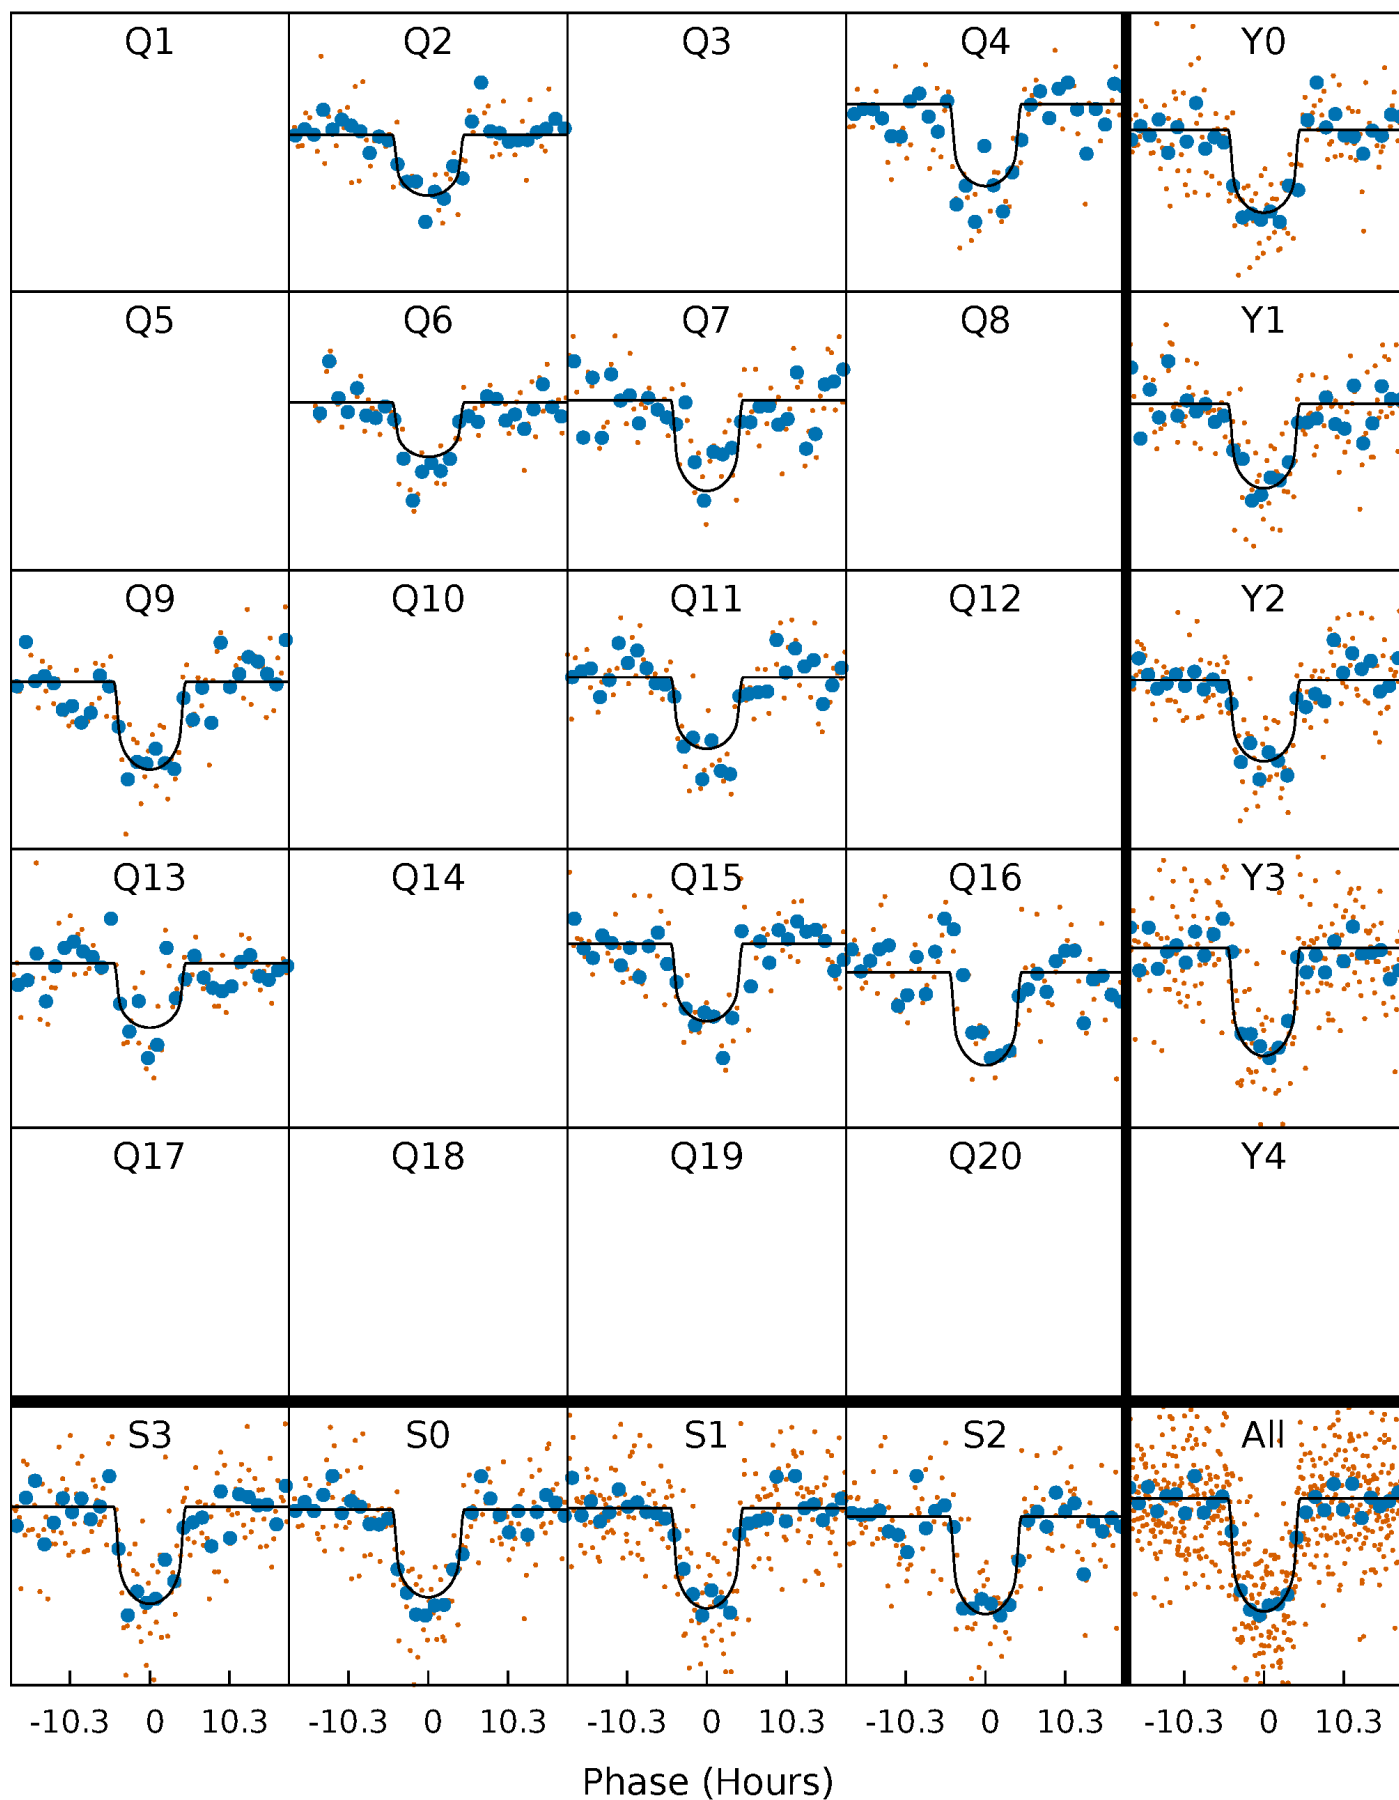 Q1 Q2 Q3 Q4 Y0
Q5 Q6 Q7 Q8 Y1
Q9 Q10 Q11 Q12 Y2
Q13 Q14 Q15 Q16 Y3
Q17 Q18 Q19 Q20 Y4
S3 S0 S1 S2 All
-10.3 0 10.3 -10.3 0 10.3 -10.3 0 10.3 -10.3 0 10.3 -10.3 0 10.3
Phase (Hours)